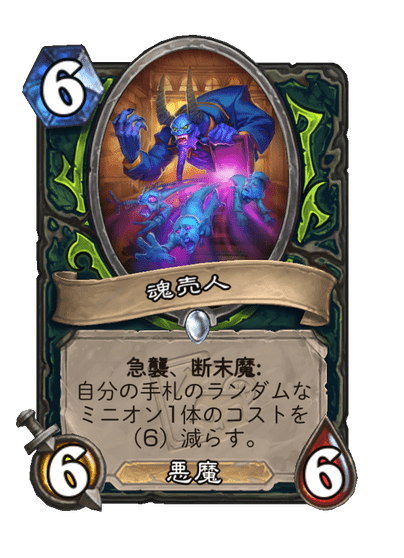 6
魂売人
急襲、断末魔:
自分の手札のランダムな
ミニオン1体のコストを
（6）減らす。
6
悪魔
6